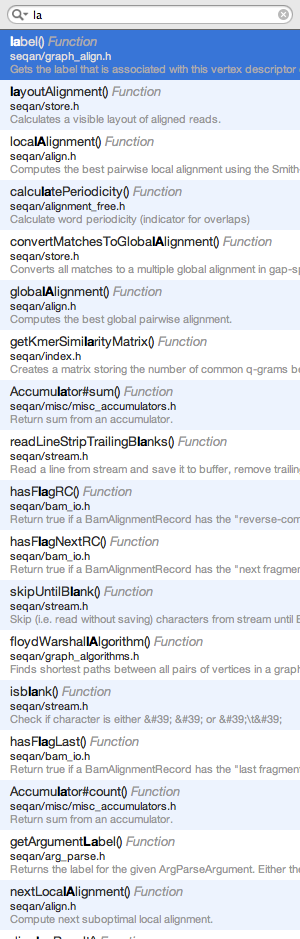 la
label() Function
seqan/graph_align.h
Gets the label that is associated with this vertex descriptor
layoutAlignment() Function
seqan/store.h
Calculates a visible layout of aligned reads.
localAlignment() Function
seqan/align.h
Computes the best pairwise local alignment using the Smith
calculatePeriodicity() Function
seqan/alignment_free.h
Calculate word periodicity (indicator for overlaps)
convertMatchesToGlobalAlignment() Function
seqan/store.h
Converts all matches to a multiple global alignment in gap-sp
globalAlignment() Function
seqan/align.h
Computes the best global pairwise alignment.
getKmerSimilarityMatrix() Function
seqan/index.h
Creates a matrix storing the number of common q-grams be
Accumulator#sum() Function
seqan/misc/misc_accumulators.h
Return sum from an accumulator.
readLineStripTrailingBlanks() Function
seqan/stream.h
Read a line from stream and save it to buffer, remove trailing
hasFlagRC() Function
seqan/bam_io.h
Return true if a BamAlignmentRecord has the "reverse-com
hasFlagNextRC() Function
seqan/bam_io.h
Return true if a BamAlignmentRecord has the "next fragmen
skipUntilBlank() Function
seqan/stream.h
Skip (i.e. read without saving) characters from stream until B
floydWarshallAlgorithm() Function
seqan/graph_algorithms.h
Finds shortest paths between all pairs of vertices in a graph
isblank() Function
seqan/stream.h
Check if character is either &#39; &#39; or &#39;\t&#39;
hasFlagLast() Function
seqan/bam_io.h
Return true if a BamAlignmentRecord has the "last fragment
Accumulator#count() Function
seqan/misc/misc_accumulators.h
Return sum from an accumulator.
getArgumentLabel() Function
seqan/arg_parse.h
Returns the label for the given ArgParseArgument. Either the
nextLocalAlignment() Function
seqan/align.h
Compute next suboptimal local alignment.